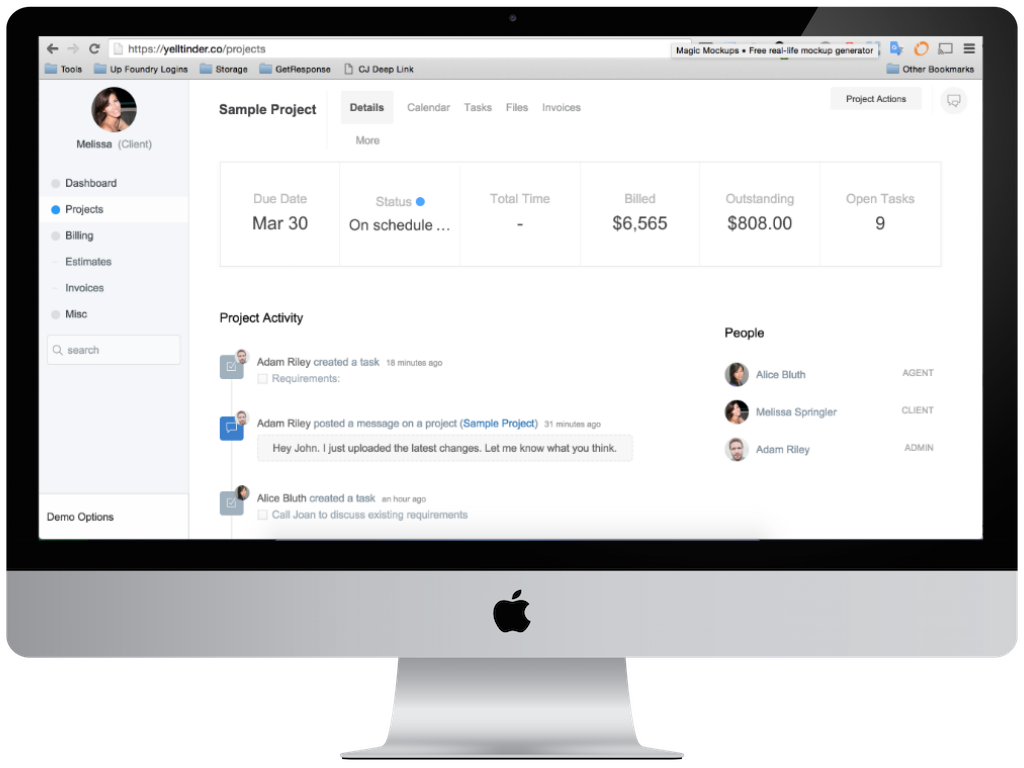 https://yelltinder.co/projects
Magic Mockups • Free real-life mockup generator
Tools Up Foundry Logins Storage GetResponse CJ Deep Link Other Bookmarks
Melissa (Client)
Dashboard
Projects
Billing
Estimates
Invoices
Misc
search
Demo Options
Sample Project Details Calendar Tasks Files Invoices
More
Project Actions
Due Date Status Total Time Billed Outstanding Open Tasks
Mar 30 On schedule ... - $6,565 $808.00 9
Project Activity
Adam Riley created a task 18 minutes ago
Requirements:
Adam Riley posted a message on a project (Sample Project) 31 minutes ago
Hey John. I just uploaded the latest changes. Let me know what you think.
Alice Bluth created a task an hour ago
Call Joan to discuss existing requirements
People
Alice Bluth AGENT
Melissa Springler CLIENT
Adam Riley ADMIN